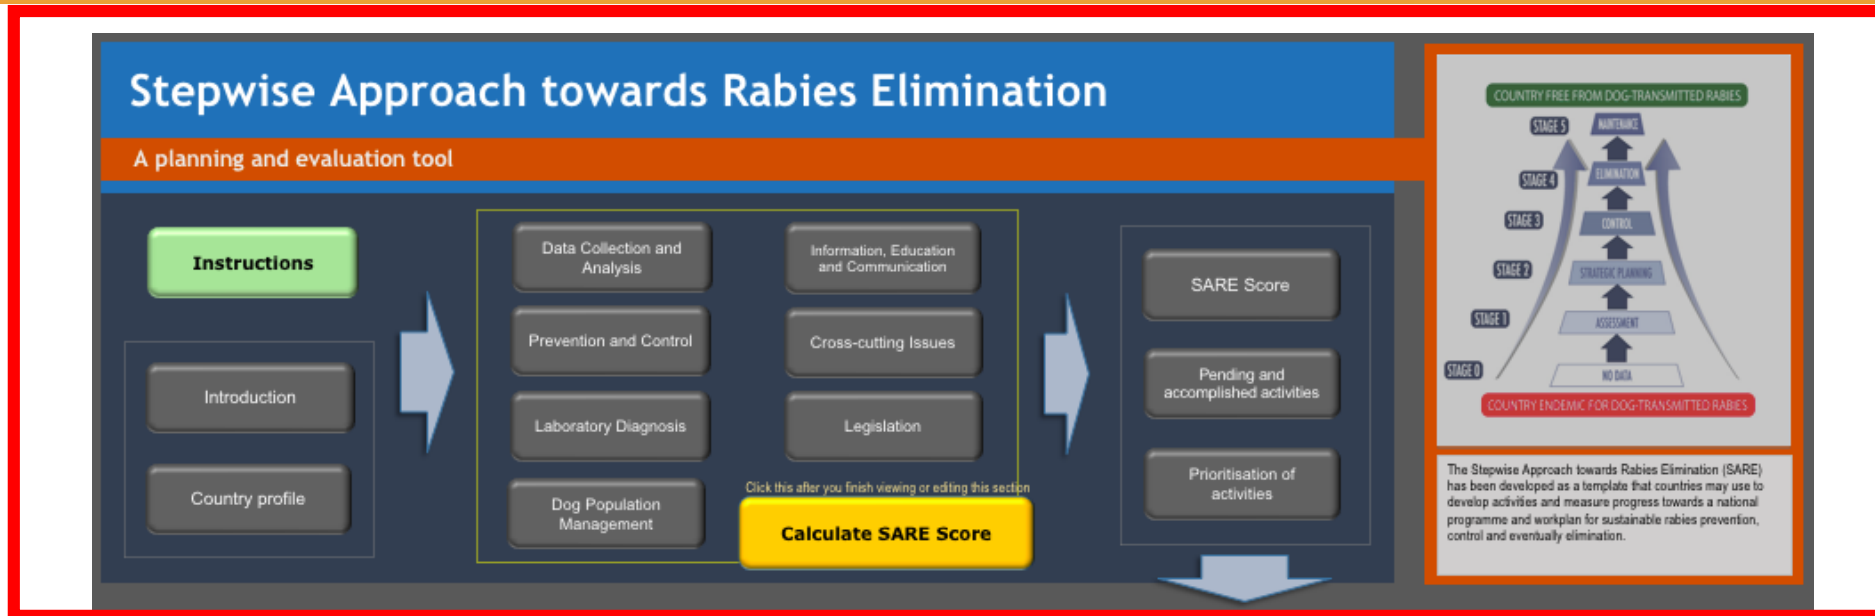 Stepwise Approach towards Rabies Elimination
A planning and evaluation tool
Instructions
Introduction
Country profile
Data Collection and
Analysis
Prevention and Control
Laboratory Diagnosis
Dog Population
Management
Information, Education
and Communication
Cross-cutting Issues
Legislation
Click this after you finish viewing or editing this section
Calculate SARE Score
SARE Score
Pending and
accomplished activities
Prioritisation of
activities
COUNTRY FREE FROM DOG-TRANSMITTED RABIES
STAGE 5
MAINTENANCE
STAGE 4
ELIMINATION
STAGE 3
CONTROL
STAGE 2
STRATEGIC PLANNING
STAGE 1
ASSESSMENT
STAGE 0
NO DATA
COUNTRY ENDEMIC FOR DOG-TRANSMITTED RABIES
The Stepwise Approach towards Rabies Elimination (SARE)
has been developed as a template that countries may use to
develop activities and measure progress towards a national
programme and workplan for sustainable rabies prevention,
control and eventually elimination.